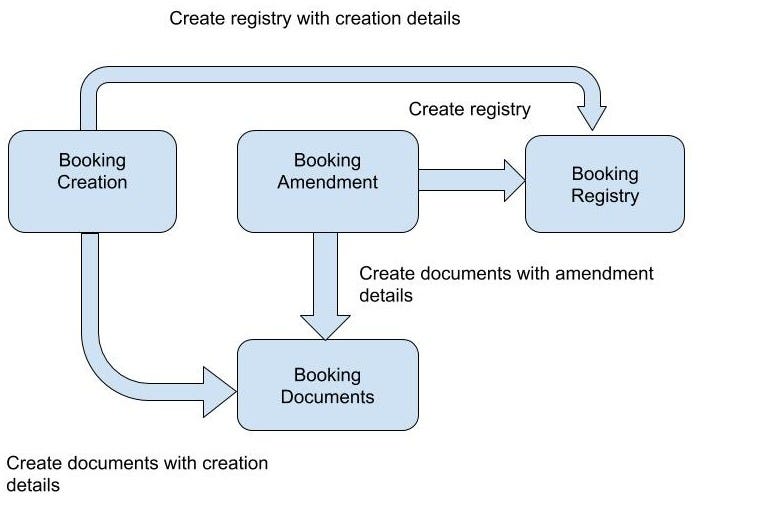 Create registry with creation details
Create registry
Booking
Creation
Booking
Amendment
Booking
Registry
Create documents with amendment
details
Booking
Documents
Create documents with creation
details